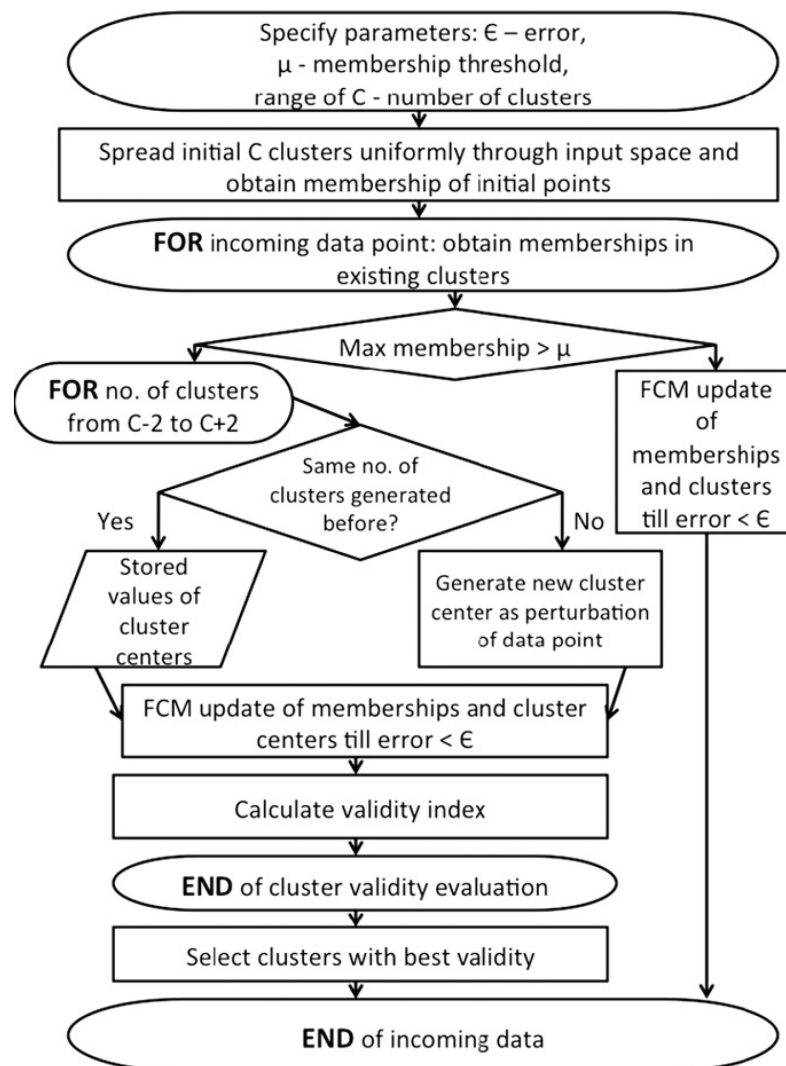 Specify parameters: Є – error,
μ - membership threshold,
range of C - number of clusters
Spread initial C clusters uniformly through input space and
obtain membership of initial points
FOR incoming data point: obtain memberships in
existing clusters
Max membership > μ
FOR no. of clusters
from C-2 to C+2
FCM update
of
memberships
and clusters
till error < Є
Same no. of
clusters generated
before?
Yes
No
Stored
values of
cluster
centers
Generate new cluster
center as perturbation
of data point
FCM update of memberships and cluster
centers till error < Є
Calculate validity index
END of cluster validity evaluation
Select clusters with best validity
END of incoming data